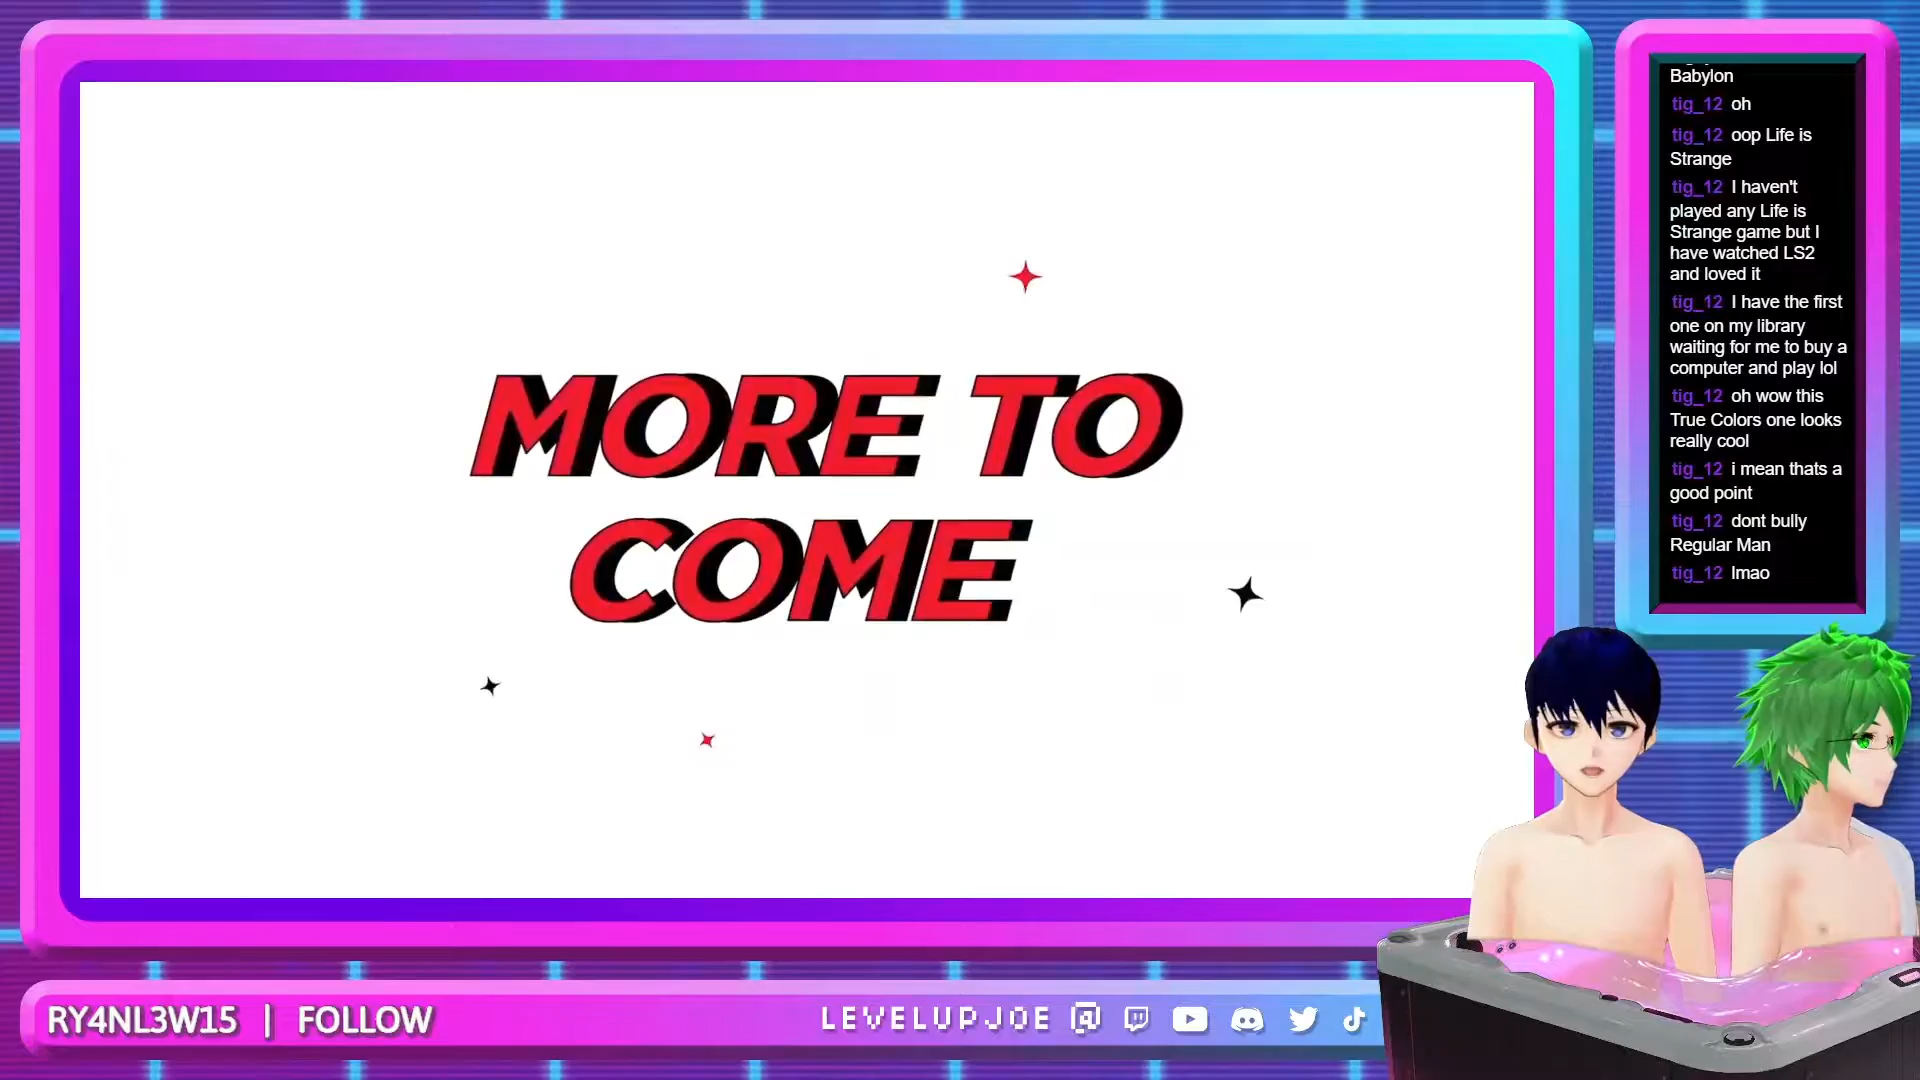 MORE TO
COME
Babylon
tig_12 oh
tig_12 oop Life is
Strange
tig_12 I haven't
played any Life is
Strange game but I
have watched LS2
and loved it
tig_12 I have the first
one on my library
waiting for me to buy a
computer and play lol
tig_12 oh wow this
True Colors one looks
really cool
tig_12 i mean thats a
good point
tig_12 dont bully
Regular Man
tig_12 lmao
RY4NL3W15 | FOLLOW
LEVELUPJOE @